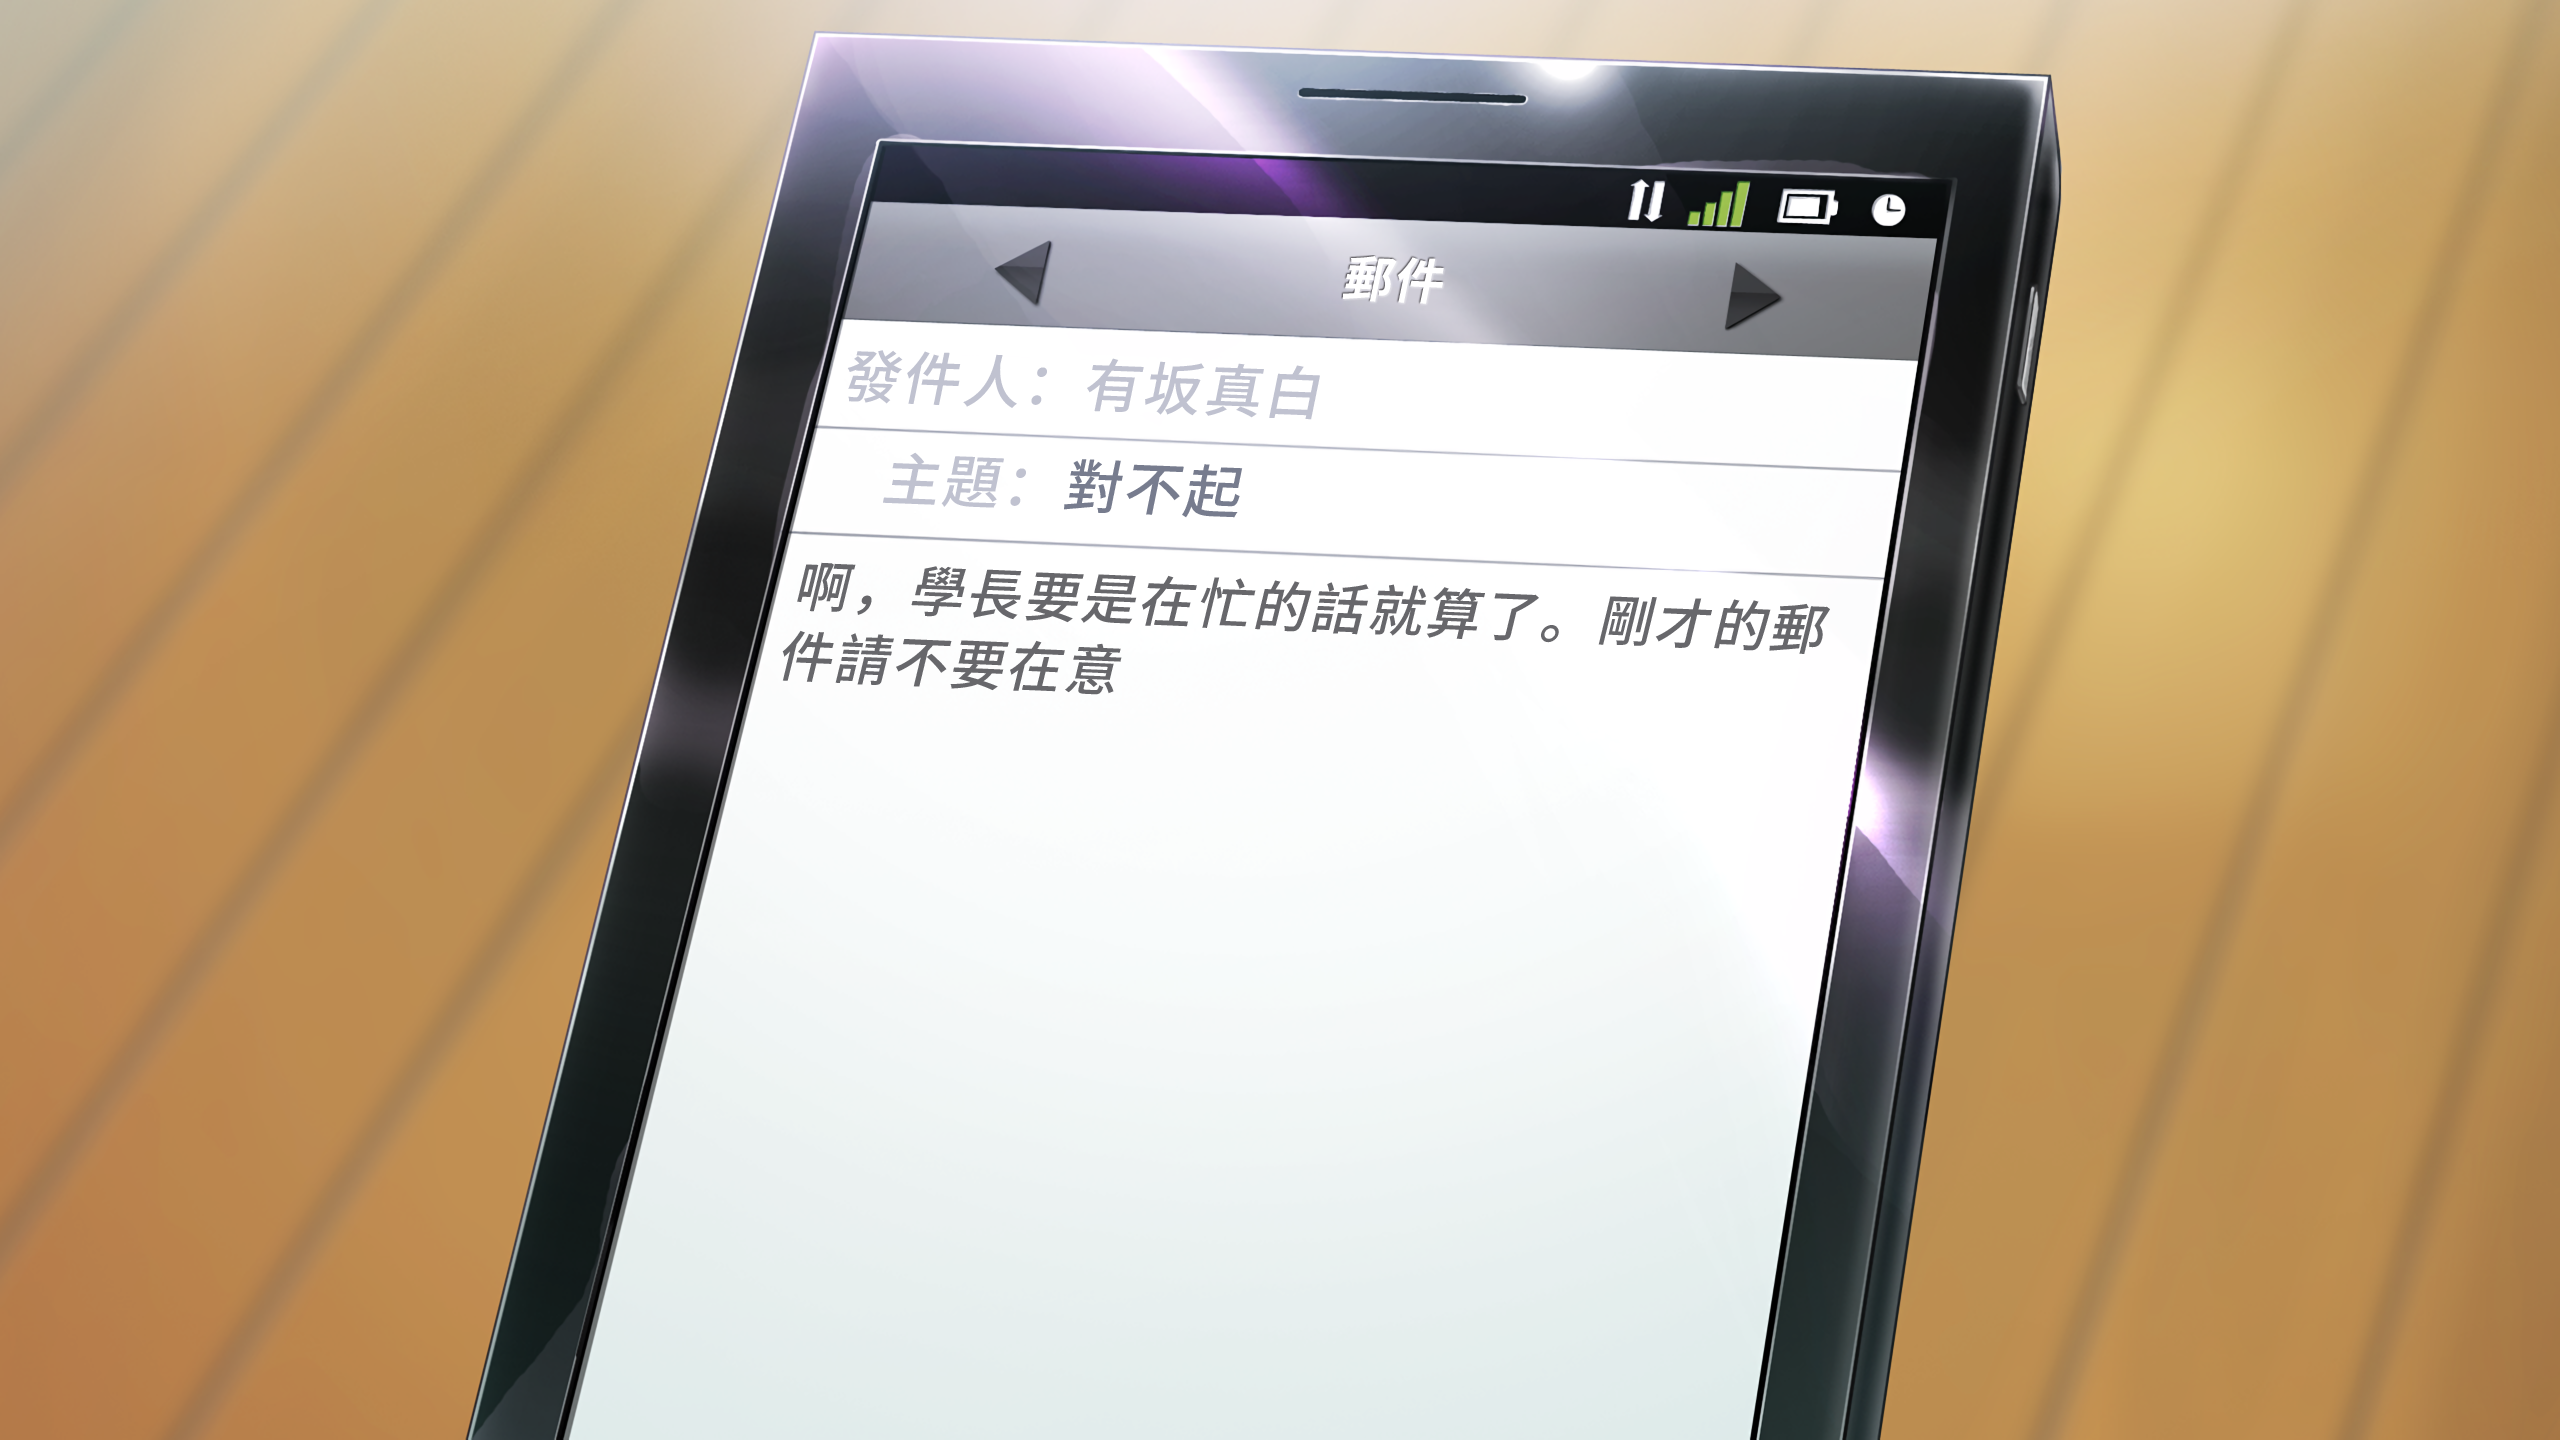 郵件
發件人：有坂真白
主題：對不起
啊，學長要是在忙的話就算了。剛才的郵
件請不要在意